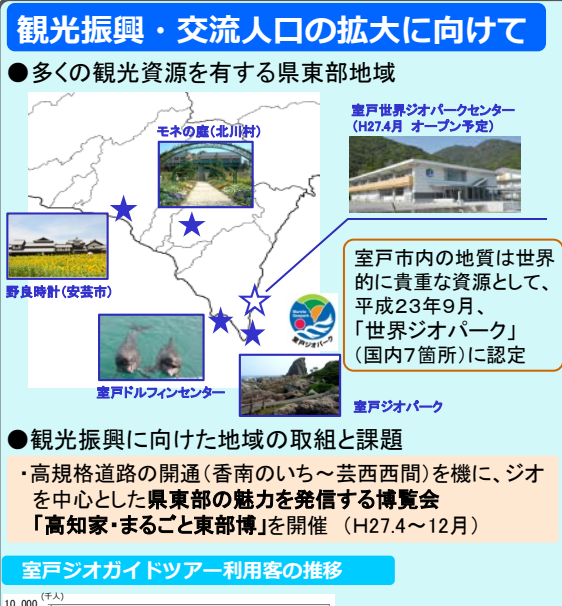 観光振興・交流人口の拡大に向けて
●多くの観光資源を有する県東部地域
室戸世界ジオパークセンター
(H27.4月 オープン予定)
モネの庭(北川村)
野良時計(安芸市)
室戸市内の地質は世界
的に貴重な資源として、
平成23年9月、
「世界ジオパーク」
(国内7箇所)に認定
室戸ジオパーク
室戸ドルフィンセンター
室戸ジオパーク
●観光振興に向けた地域の取組と課題
・高規格道路の開通(香南のいち~芸西西間)を機に、ジオ
を中心とした県東部の魅力を発信する博覧会
「高知家・まるごと東部博」を開催 (H27.4~12月)
室戸ジオガイドツアー利用客の推移
(千人)
10,000